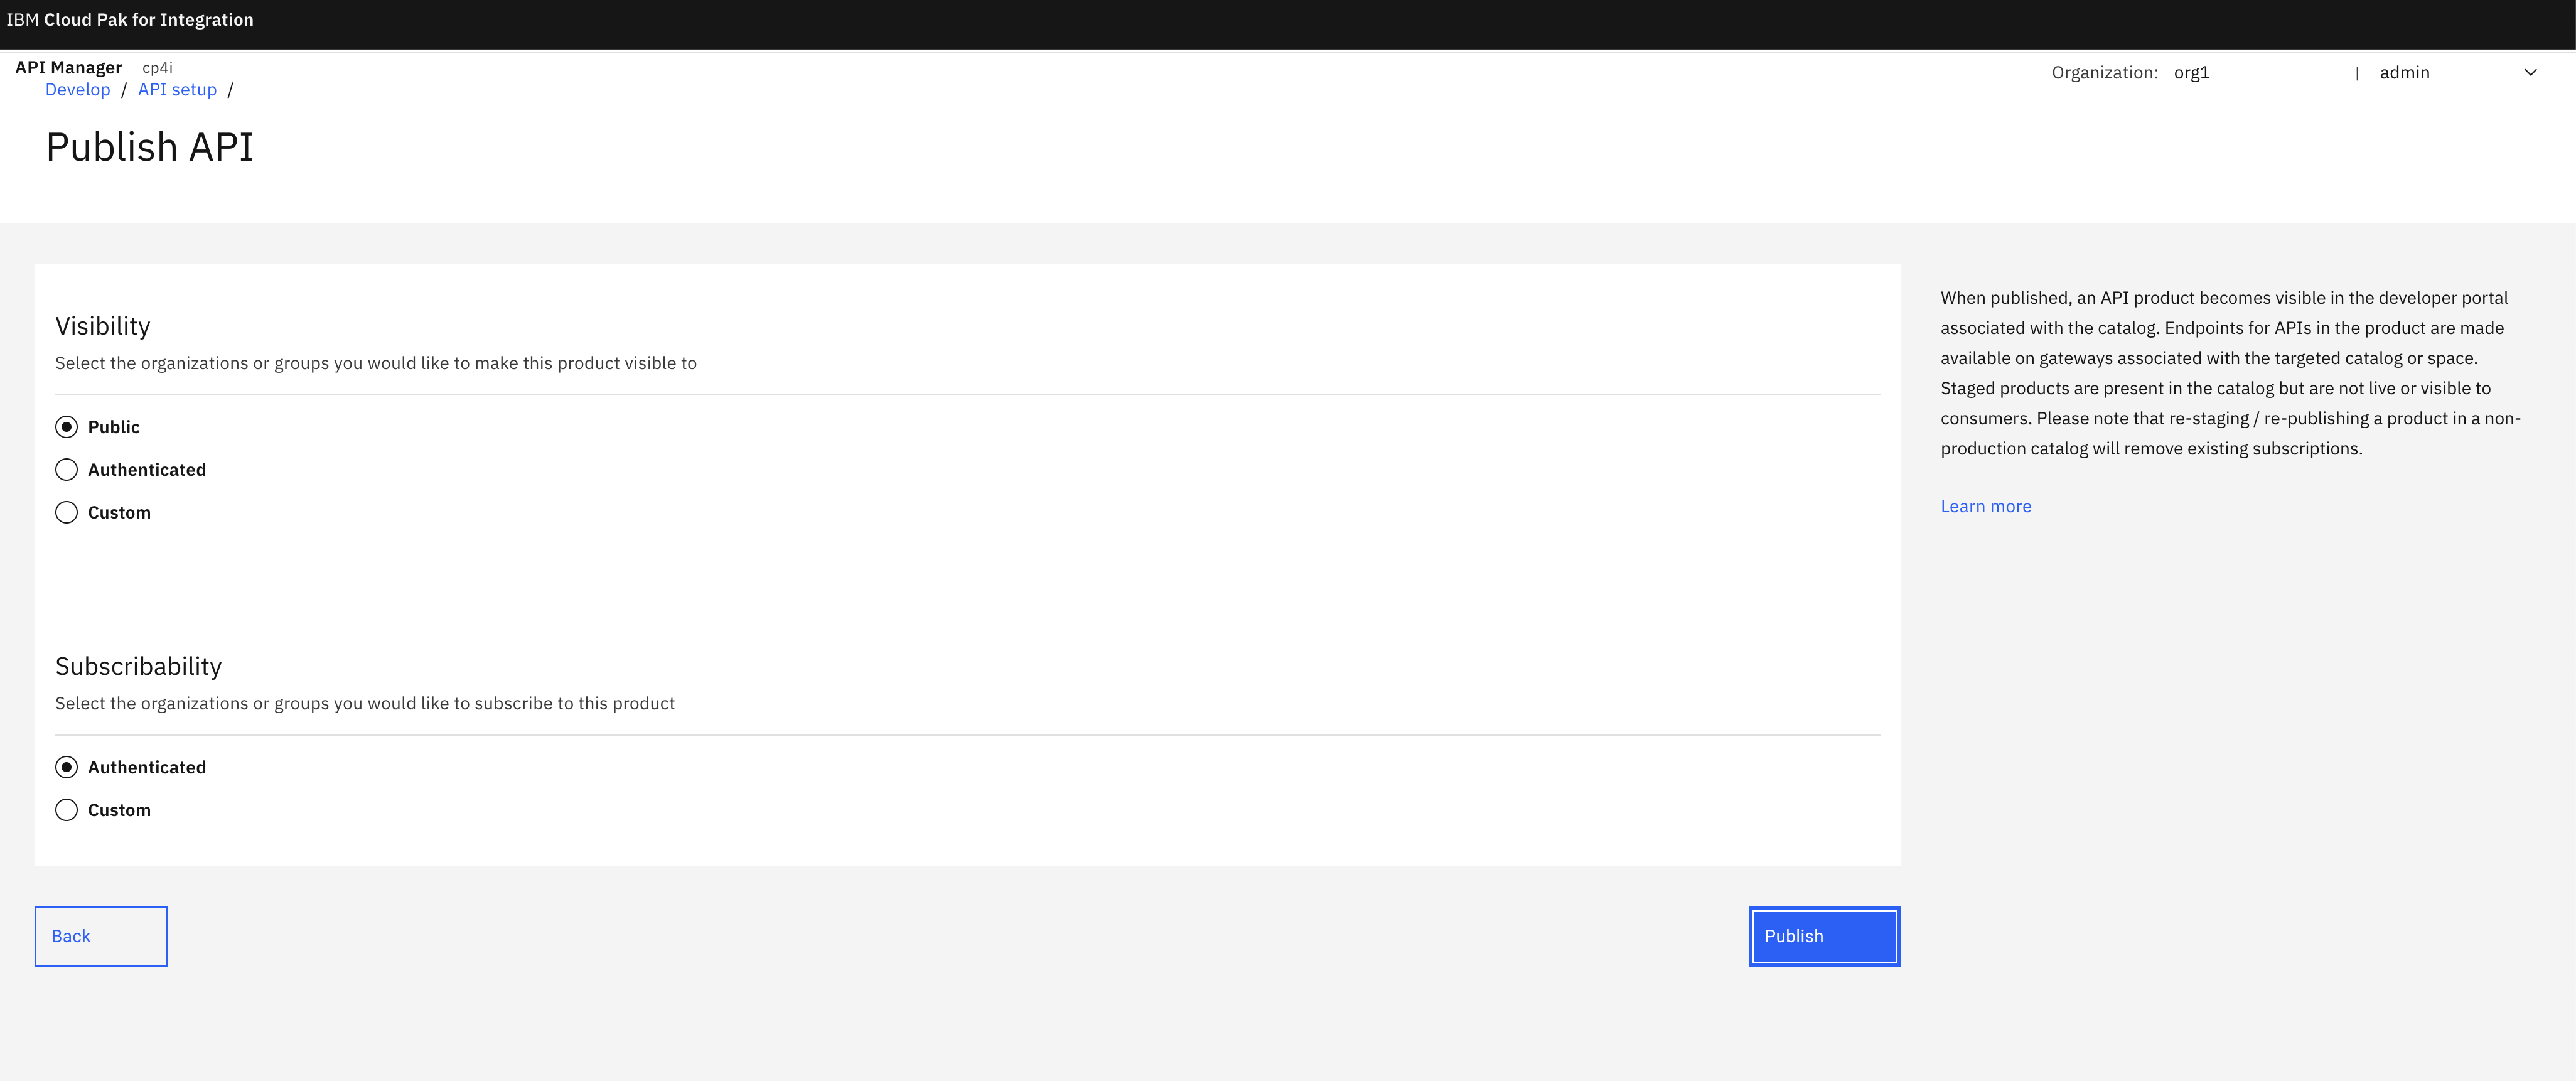 IBM Cloud Pak for Integration
API Manager cp4i
Organization: org1 | admin
Develop / API setup /
Publish API
Visibility
Select the organizations or groups you would like to make this product visible to
Public
Authenticated
Custom
Subscribability
Select the organizations or groups you would like to subscribe to this product
Authenticated
Custom
Back
Publish
When published, an API product becomes visible in the developer portal
associated with the catalog. Endpoints for APIs in the product are made
available on gateways associated with the targeted catalog or space.
Staged products are present in the catalog but are not live or visible to
consumers. Please note that re-staging / re-publishing a product in a non-
production catalog will remove existing subscriptions.
Learn more